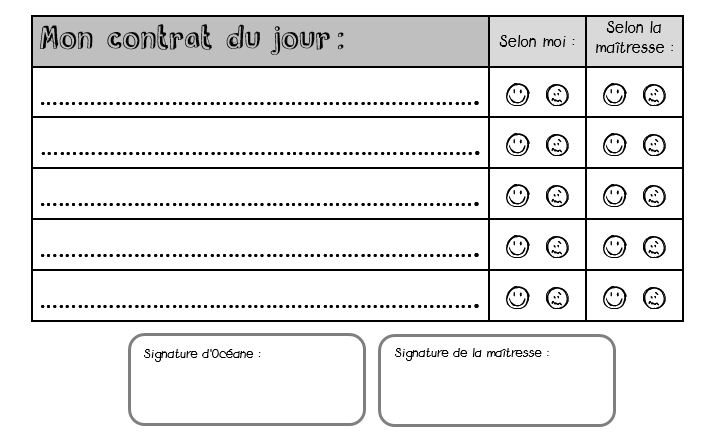 Mon contrat du jour :
Selon moi :
Selon la
maîtresse :
Signature d'Océane :
Signature de la maîtresse :